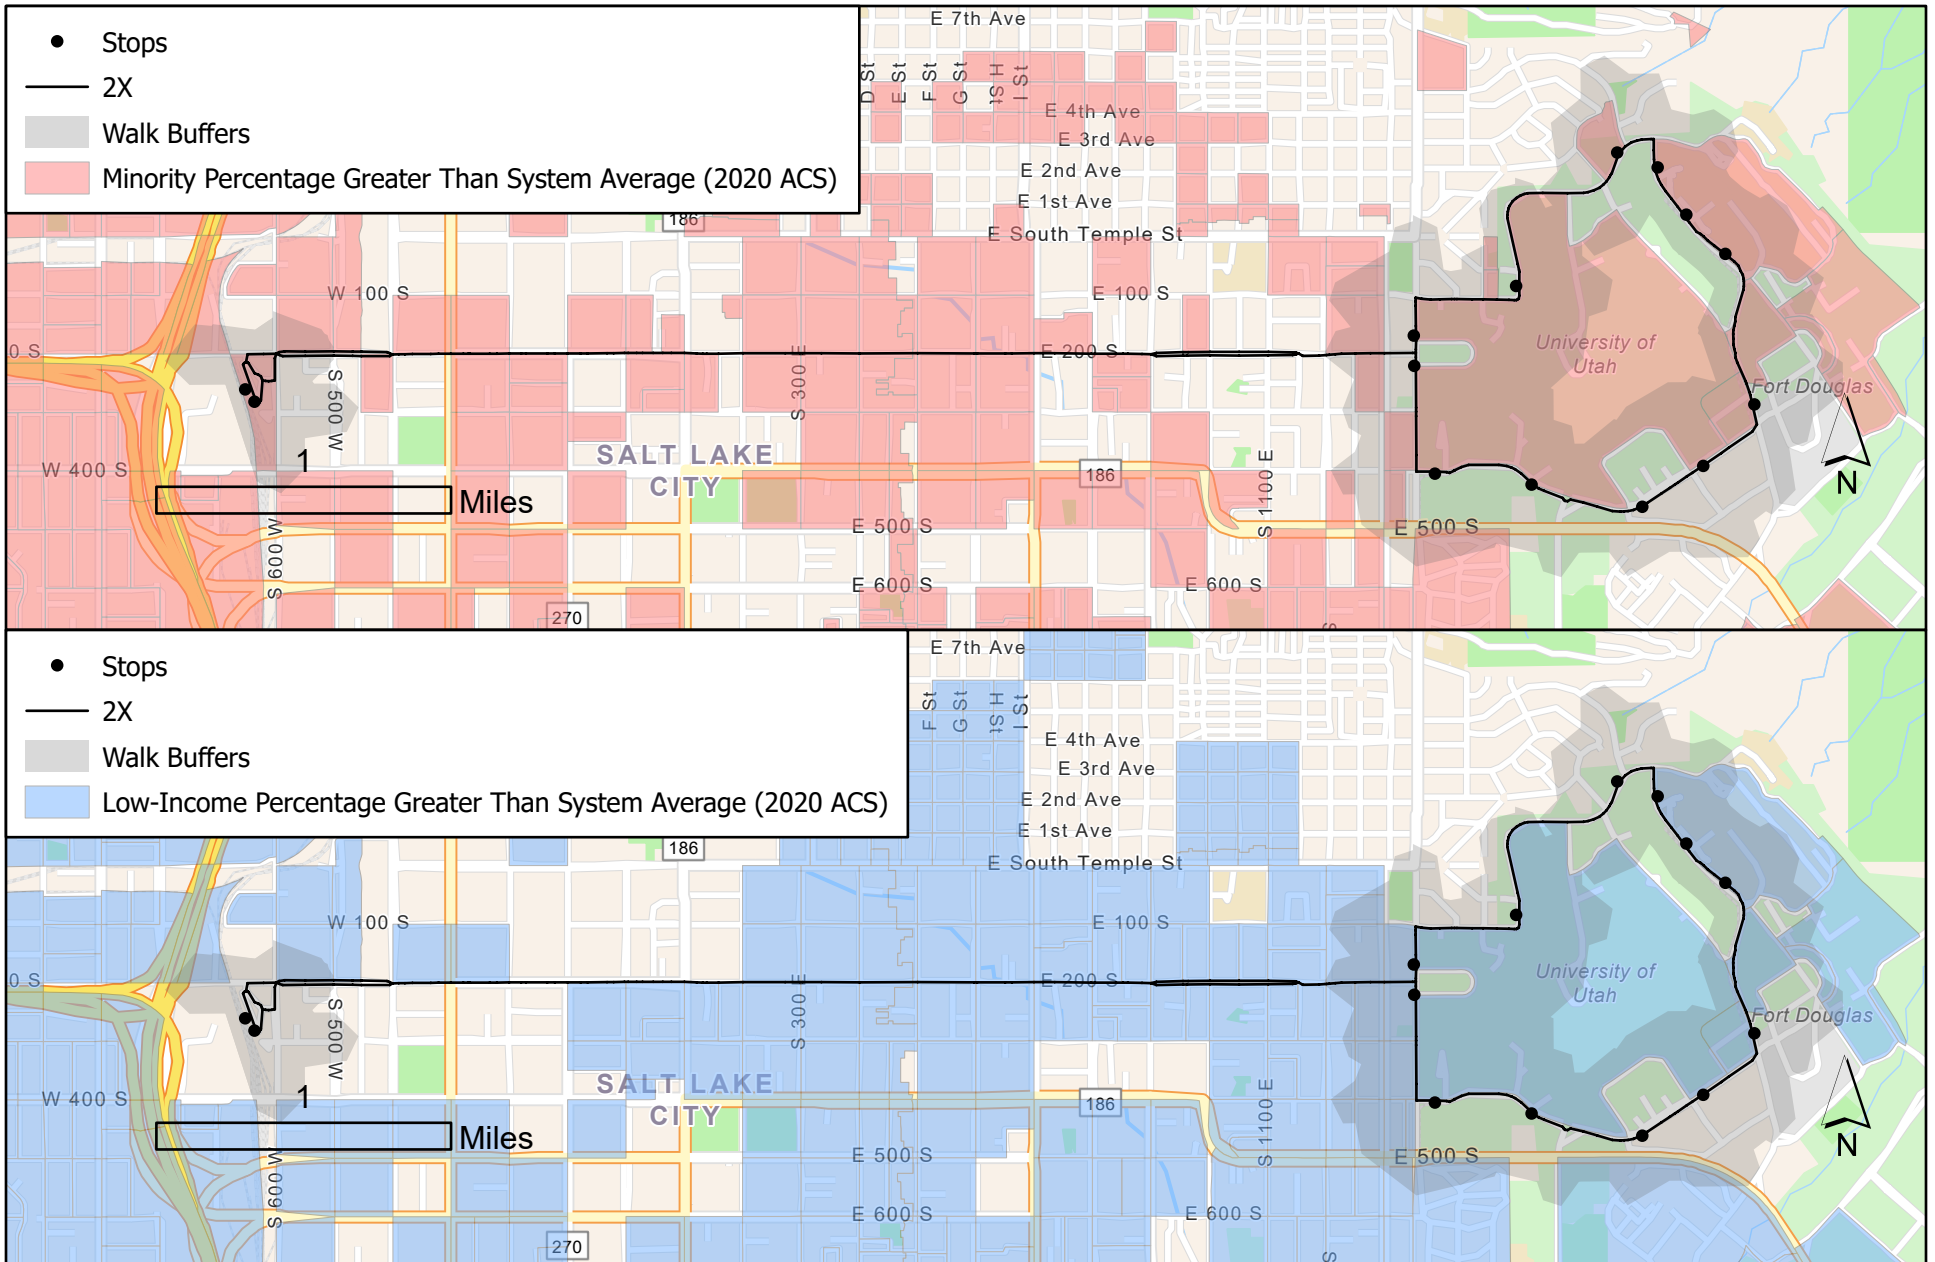 Stops
2X
Walk Buffers
Minority Percentage Greater Than System Average (2020 ACS)
E 7th Ave
D St
E St
F St
G St
H St
I St
E 4th Ave
E 3rd Ave
E 2nd Ave
E 1st Ave
E South Temple St
186
W 100 S
E 100 S
0 S
E 200 S
S 300 E
S 500 W
University of
Utah
Fort Douglas
W 400 S
1
Miles
SALT LAKE
CITY
186
S 1100 E
N
E 500 S
E 500 S
S 600 W
E 600 S
E 600 S
270
S
Stops
2X
Walk Buffers
Low-Income Percentage Greater Than System Average (2020 ACS)
E 7th Ave
F St
G St
H St
I St
E 4th Ave
E 3rd Ave
E 2nd Ave
E 1st Ave
E South Temple St
186
W 100 S
E 100 S
0 S
E 200 S
S 300 E
S 500 W
University of
Utah
Fort Douglas
W 400 S
1
Miles
SALT LAKE
CITY
186
S 1100 E
N
E 500 S
E 500 S
S 600 W
E 600 S
E 600 S
270
S